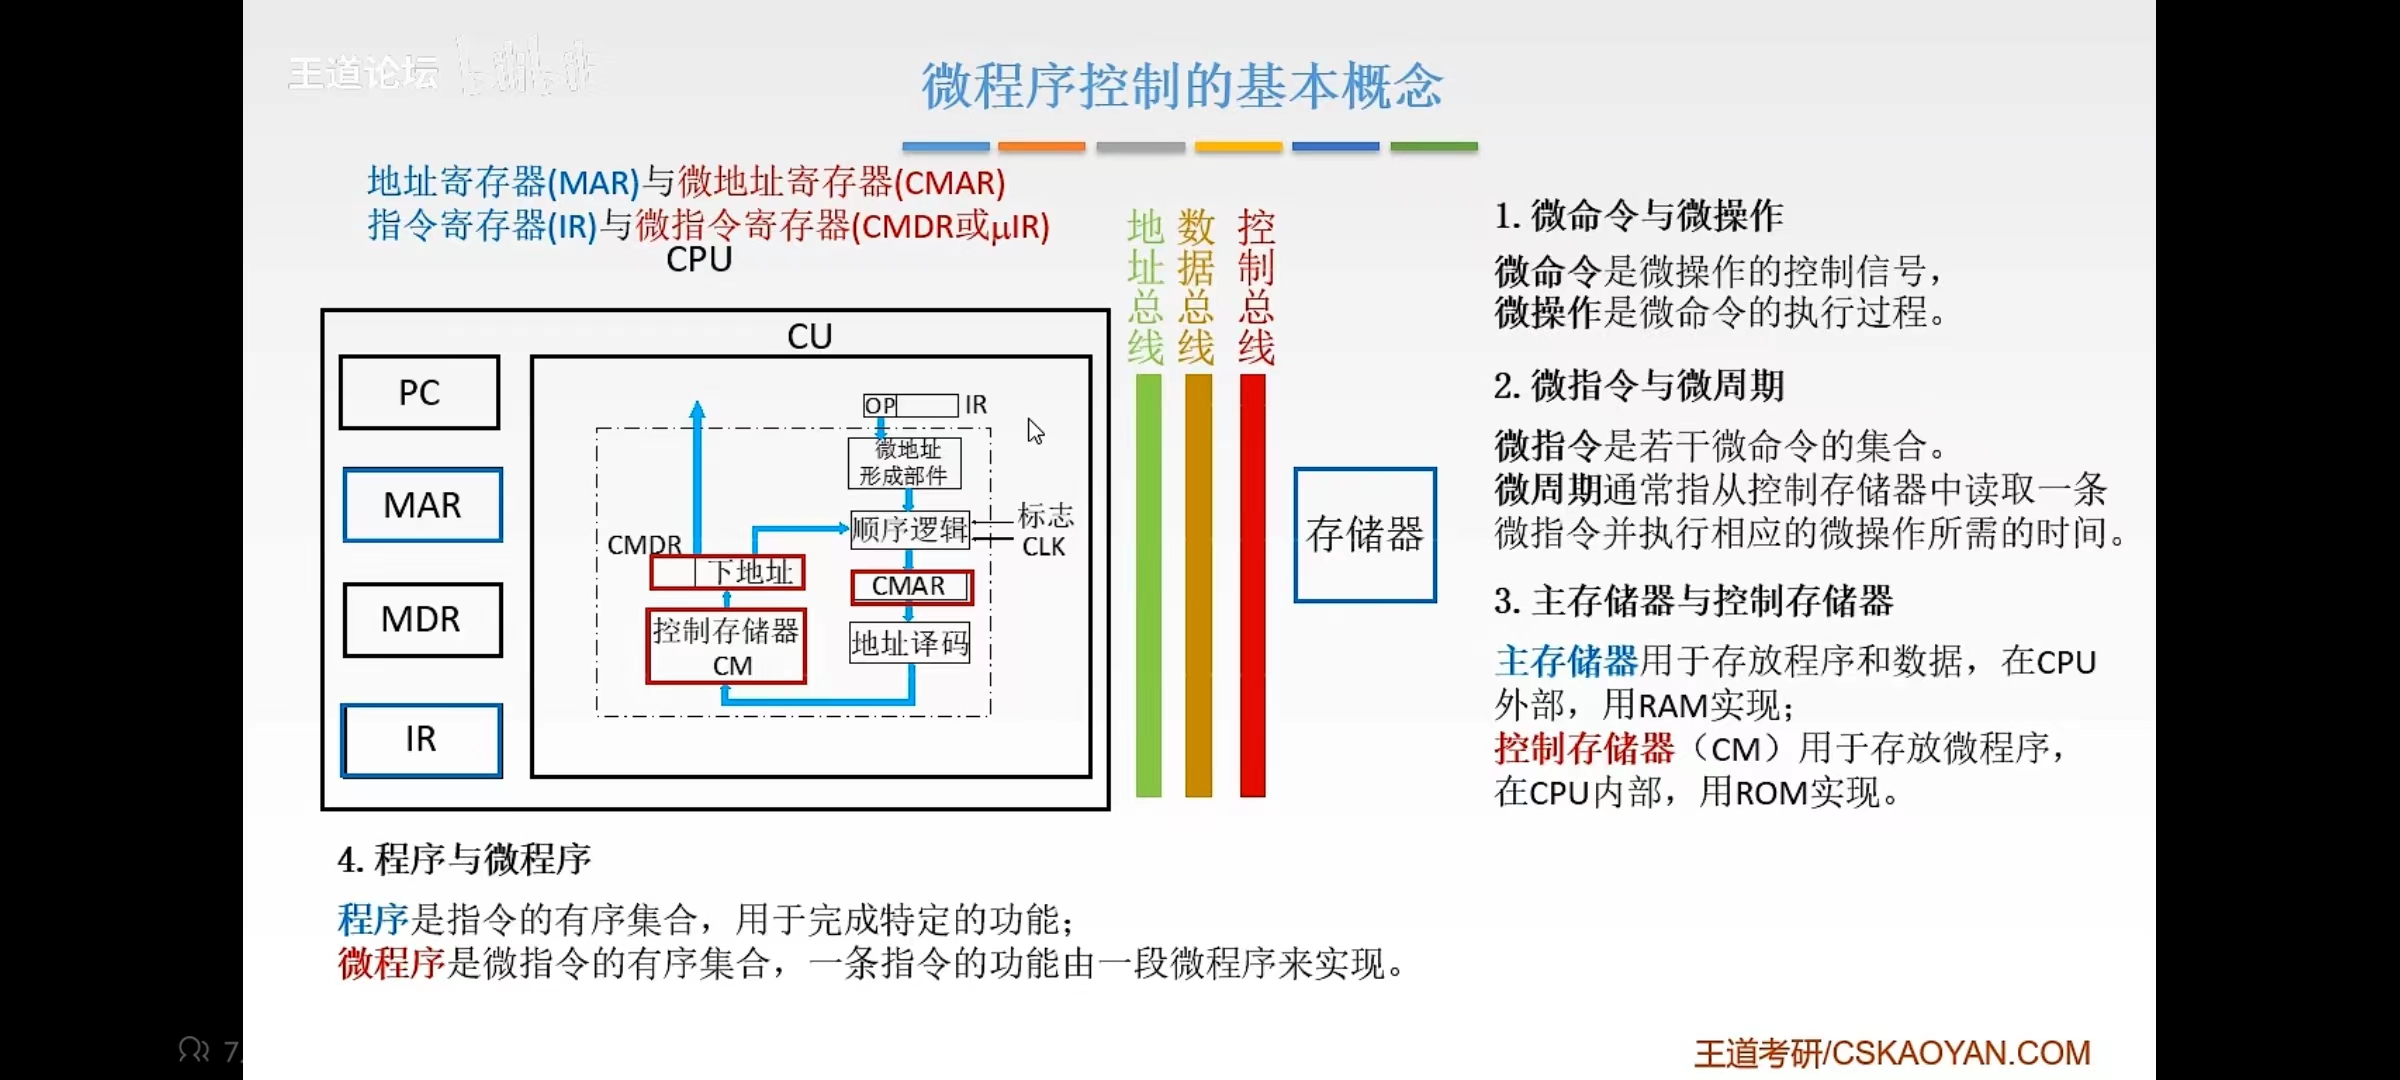 王道论坛
微程序控制的基本概念
地址寄存器(MAR)与微地址寄存器(CMAR)
指令寄存器(IR)与微指令寄存器(CMDR或μIR)
CPU
CU
PC
MAR
MDR
IR
OP
IR
微地址
形成部件
顺序逻辑
标志
CLK
CMDR
下地址
CMAR
控制存储器
CM
地址译码
地址总线
数据总线
控制总线
存储器
1. 微命令与微操作
微命令是微操作的控制信号，
微操作是微命令的执行过程。
2. 微指令与微周期
微指令是若干微命令的集合。
微周期通常指从控制存储器中读取一条
微指令并执行相应的微操作所需的时间。
3. 主存储器与控制存储器
主存储器用于存放程序和数据，在CPU
外部，用RAM实现；
控制存储器（CM）用于存放微程序，
在CPU内部，用ROM实现。
4. 程序与微程序
程序是指令的有序集合，用于完成特定的功能；
微程序是微指令的有序集合，一条指令的功能由一段微程序来实现。
王道考研/CSKAOYAN.COM